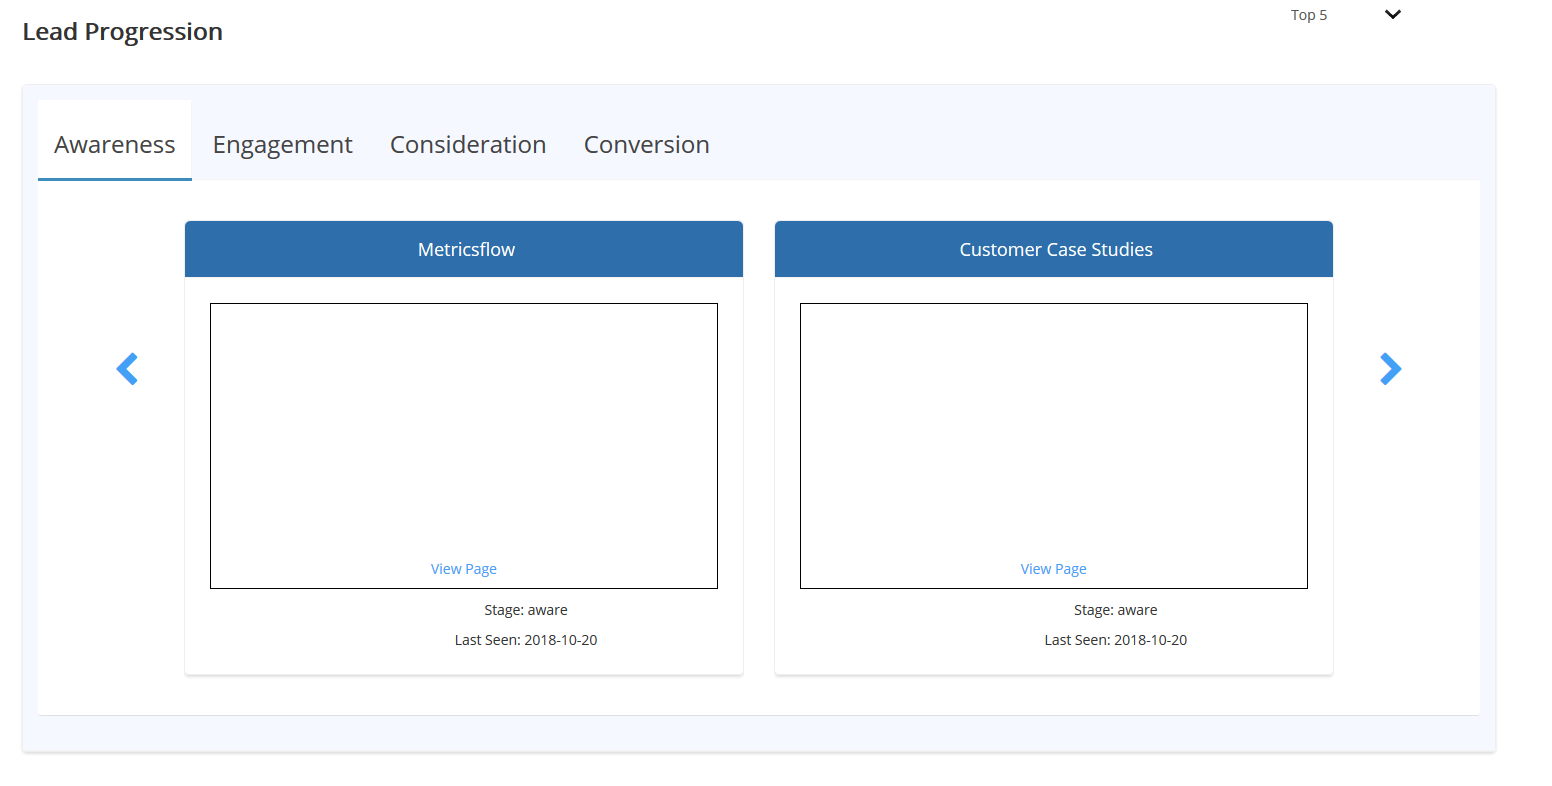 Top 5
Lead Progression
Awareness Engagement Consideration Conversion
Metricsflow
View Page
Stage: aware
Last Seen: 2018-10-20
Customer Case Studies
View Page
Stage: aware
Last Seen: 2018-10-20